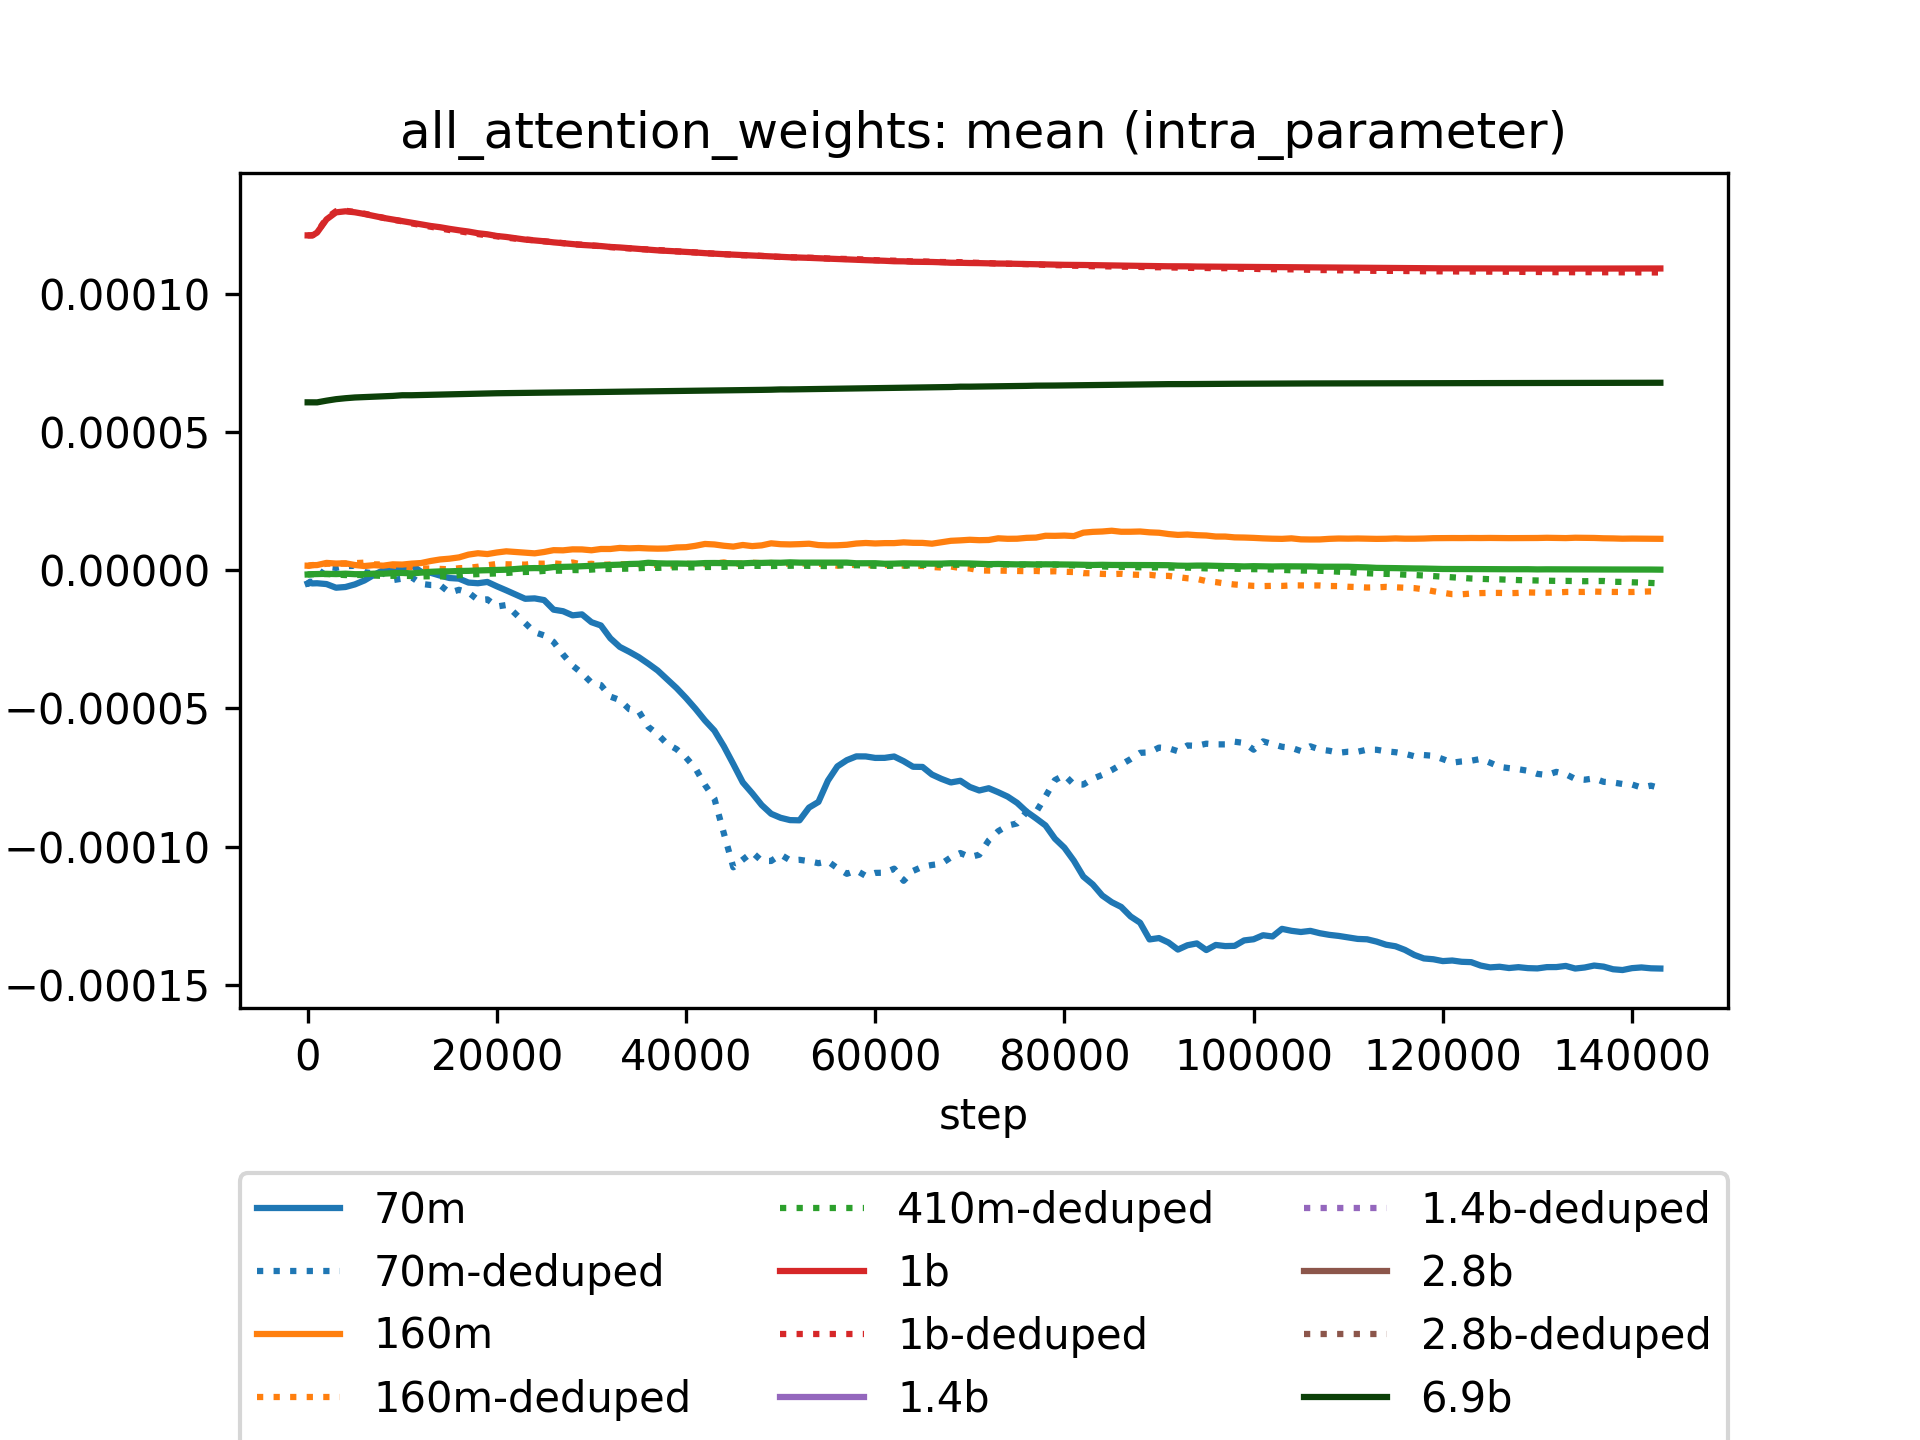 all_attention_weights: mean (intra_parameter)
0.00010
0.00005
0.00000
−0.00005
−0.00010
−0.00015
0 20000 40000 60000 80000 100000 120000 140000
step
70m 410m-deduped 1.4b-deduped
70m-deduped 1b 2.8b
160m 1b-deduped 2.8b-deduped
160m-deduped 1.4b 6.9b